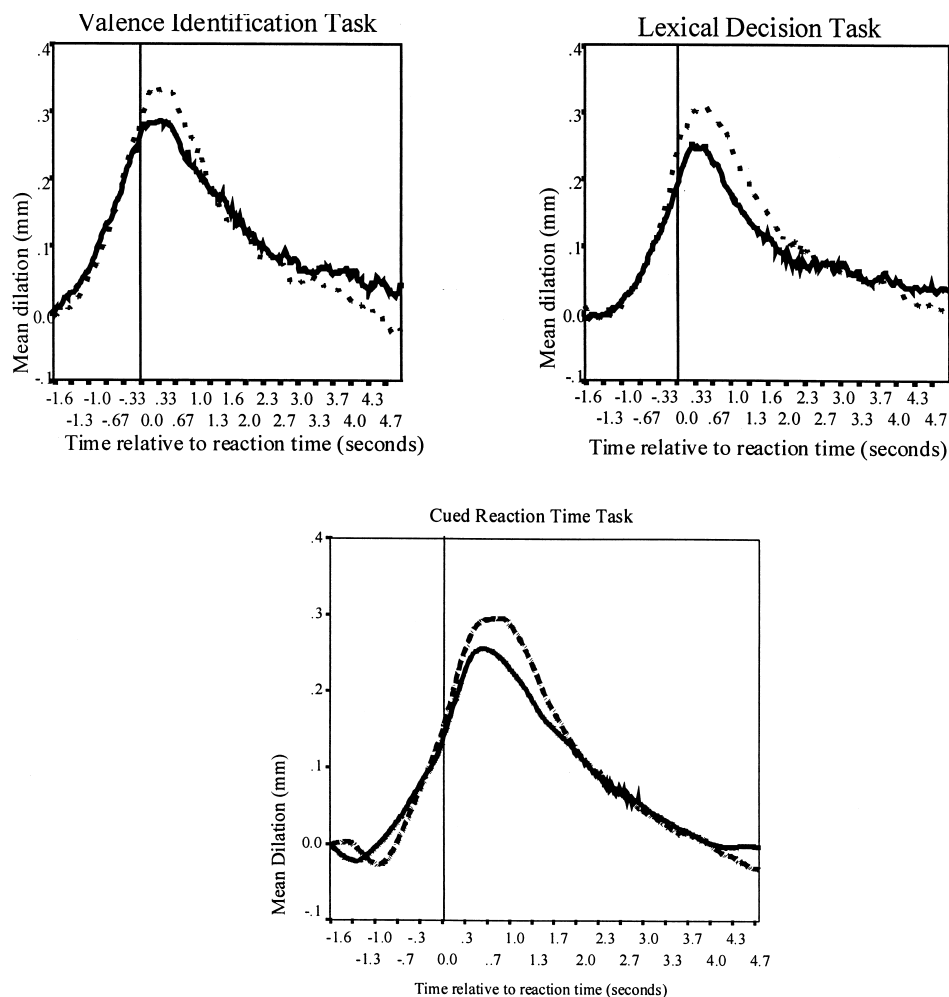 Valence Identification Task
.4
.3
.2
.1
0.0
-.1
Mean dilation (mm)
-1.6 -1.0 -.33 .33 1.0 1.6 2.3 3.0 3.7 4.3
-1.3 -.67 0.0 .67 1.3 2.0 2.7 3.3 4.0 4.7
Time relative to reaction time (seconds)
Lexical Decision Task
.4
.3
.2
.1
0.0
-.1
Mean dilation (mm)
-1.6 -1.0 -.33 .33 1.0 1.6 2.3 3.0 3.7 4.3
-1.3 -.67 0.0 .67 1.3 2.0 2.7 3.3 4.0 4.7
Time relative to reaction time (seconds)
Cued Reaction Time Task
.4
.3
.2
.1
0.0
-.1
Mean Dilation (mm)
-1.6 -1.0 -.3 .3 1.0 1.7 2.3 3.0 3.7 4.3
-1.3 -.7 0.0 ..7 1.3 2.0 2.7 3.3 4.0 4.7
Time relative to reaction time (seconds)